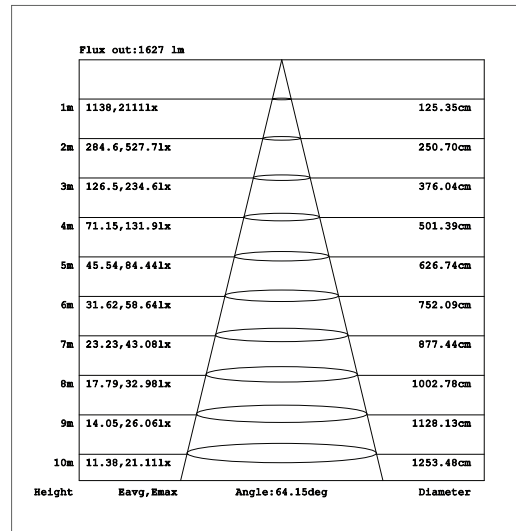 Flux out:1627 lm
1m 1138,2111lx 125.35cm
2m 284.6,527.7lx 250.70cm
3m 126.5,234.6lx 376.04cm
4m 71.15,131.9lx 501.39cm
5m 45.54,84.44lx 626.74cm
6m 31.62,58.64lx 752.09cm
7m 23.23,43.08lx 877.44cm
8m 17.79,32.98lx 1002.78cm
9m 14.05,26.06lx 1128.13cm
10m 11.38,21.11lx 1253.48cm
Height Eavg,Emax Angle:64.15deg Diameter